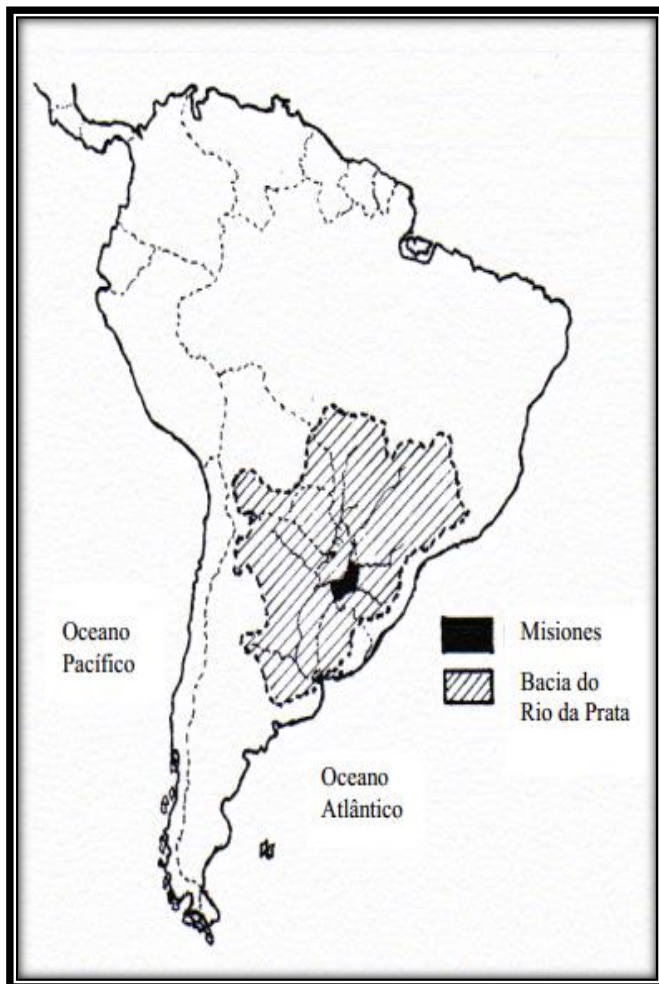 Oceano
Pacífico
Misiones
Bacia do
Rio da Prata
Oceano
Atlântico